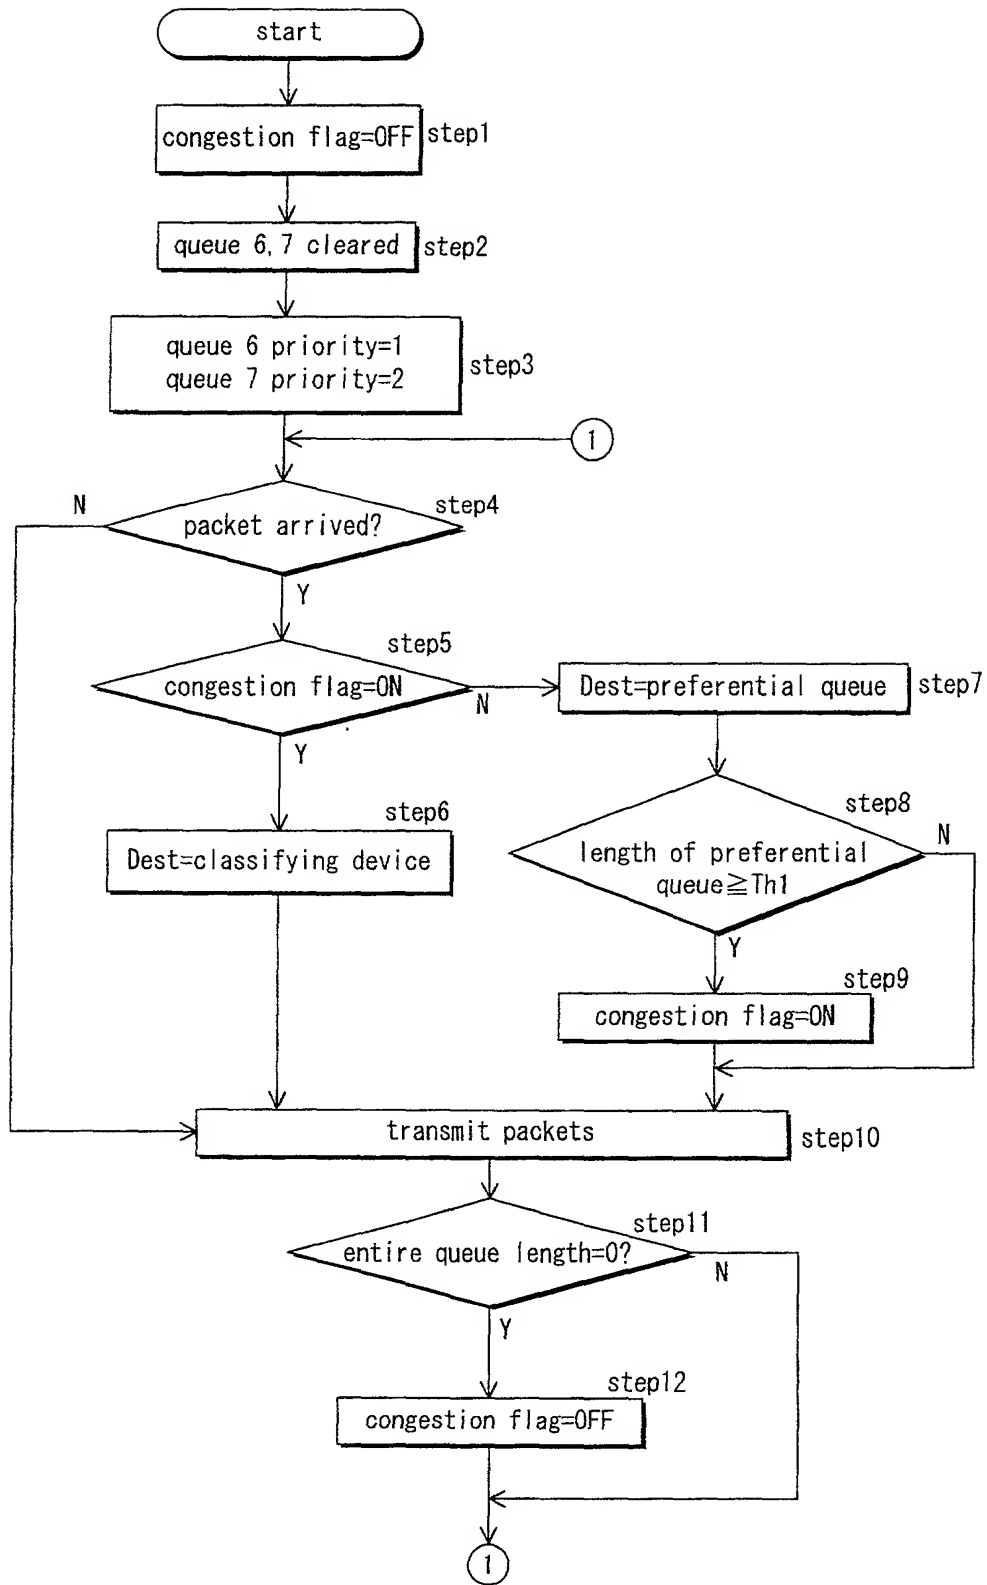 start
congestion flag=OFF
step1
queue 6,7 cleared
step2
queue 6 priority=1
queue 7 priority=2
step3
1
N
step4
packet arrived?
Y
step5
congestion flag=ON
N
Dest=preferential queue
step7
Y
step6
Dest=classifying device
step8
N
length of preferential
queue≧Th1
Y
step9
congestion flag=ON
transmit packets
step10
step11
entire queue length=0?
N
Y
step12
congestion flag=OFF
1